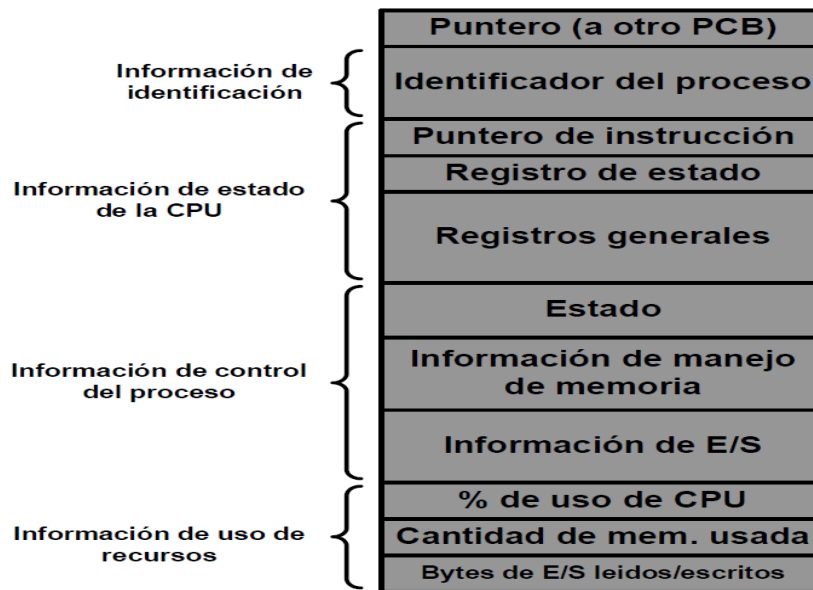 Puntero (a otro PCB)
Información de
identificación
Identificador del proceso
Información de estado
de la CPU
Puntero de instrucción
Registro de estado
Registros generales
Información de control
del proceso
Estado
Información de manejo
de memoria
Información de E/S
Información de uso de
recursos
% de uso de CPU
Cantidad de mem. usada
Bytes de E/S leidos/escritos